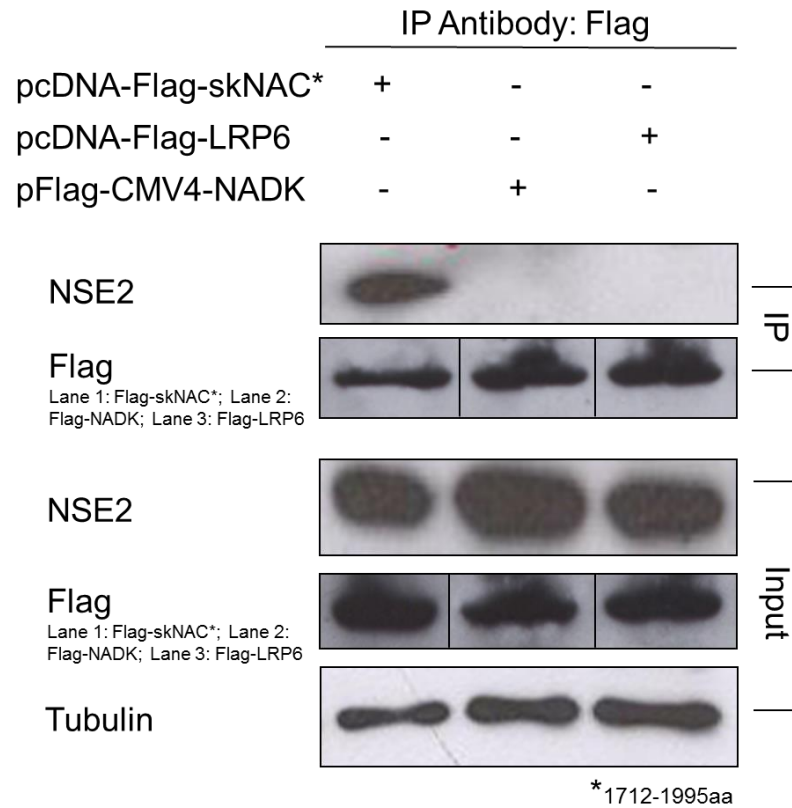 IP Antibody: Flag
pcDNA-Flag-skNAC* + - -
pcDNA-Flag-LRP6 - - +
pFlag-CMV4-NADK - + -
NSE2
IP
Flag
Lane 1: Flag-skNAC*; Lane 2:
Flag-NADK; Lane 3: Flag-LRP6
NSE2
Input
Flag
Lane 1: Flag-skNAC*; Lane 2:
Flag-NADK; Lane 3: Flag-LRP6
Tubulin
*1712-1995aa